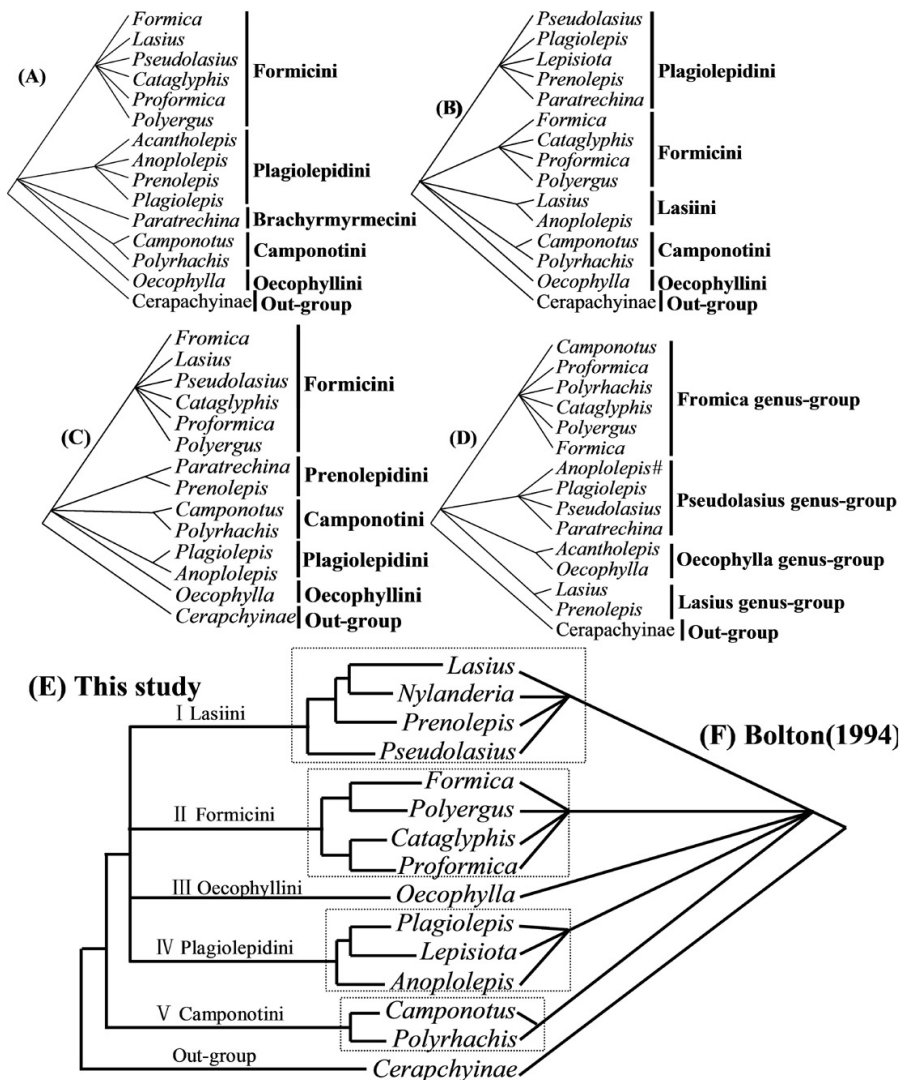 (A)
Formica
Lasius
Pseudolasius
Cataglyphis
Proformica
Polyergus
Formicini
Acantholepis
Anoplolepis
Prenolepis
Plagiolepis
Plagiolepidini
Paratrechina
Brachyrmyrmecini
Camponotus
Polyrhachis
Camponotini
Oecophylla
Oecophyllini
Cerapachyinae
Out-group
(B)
Pseudolasius
Plagiolepis
Lepisiota
Prenolepis
Paratrechina
Plagiolepidini
Formica
Cataglyphis
Proformica
Polyergus
Formicini
Lasius
Anoplolepis
Lasiini
Camponotus
Polyrhachis
Camponotini
Oecophylla
Oecophyllini
Cerapachyinae
Out-group
(C)
Fromica
Lasius
Pseudolasius
Cataglyphis
Proformica
Polyergus
Formicini
Paratrechina
Prenolepis
Prenolepidini
Camponotus
Polyrhachis
Camponotini
Plagiolepis
Anoplolepis
Plagiolepidini
Oecophylla
Oecophyllini
Cerapchyinae
Out-group
(D)
Camponotus
Proformica
Polyrhachis
Cataglyphis
Polyergus
Formica
Fromica genus-group
Anoplolepis#
Plagiolepis
Pseudolasius
Paratrechina
Pseudolasius genus-group
Acantholepis
Oecophylla
Oecophylla genus-group
Lasius
Prenolepis
Lasius genus-group
Cerapachyinae
Out-group
(E) This study
(F) Bolton(1994)
I Lasiini
Lasius
Nylanderia
Prenolepis
Pseudolasius
II Formicini
Formica
Polyergus
Cataglyphis
Proformica
III Oecophyllini
Oecophylla
IV Plagiolepidini
Plagiolepis
Lepisiota
Anoplolepis
V Camponotini
Camponotus
Polyrhachis
Out-group
Cerapchyinae